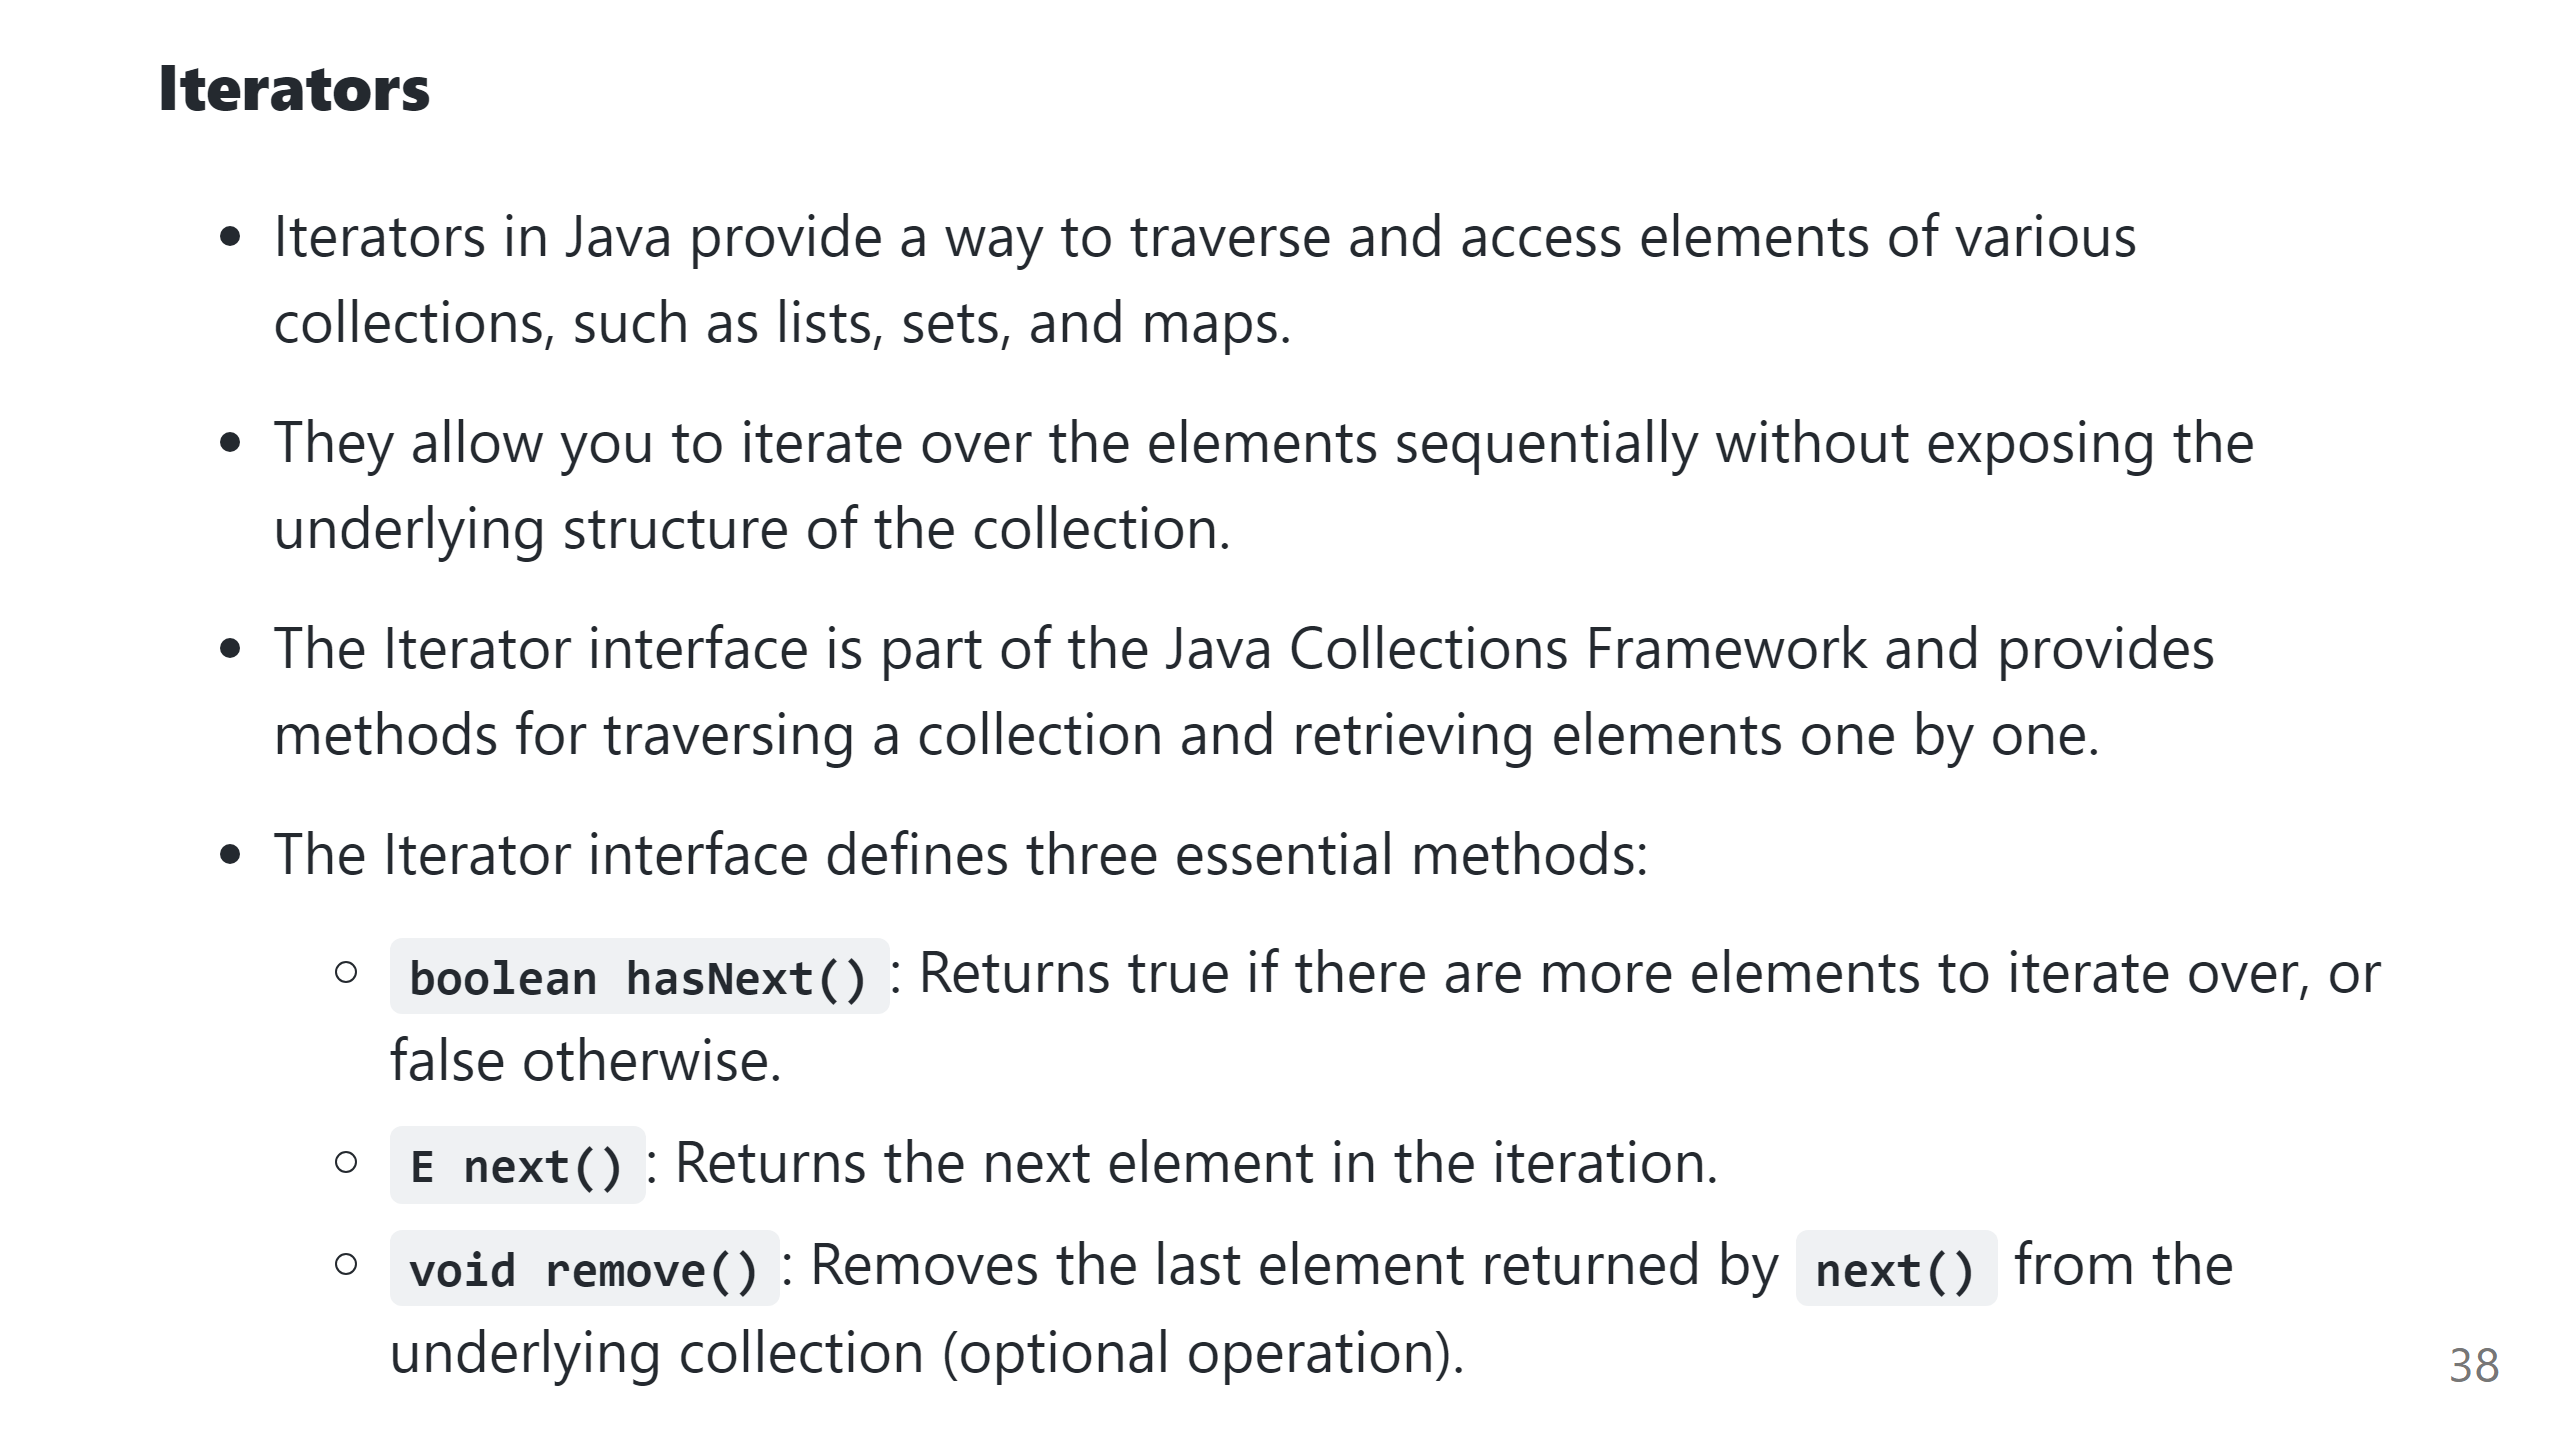 Iterators
• Iterators in Java provide a way to traverse and access elements of various
collections, such as lists, sets, and maps.
• They allow you to iterate over the elements sequentially without exposing the
underlying structure of the collection.
• The Iterator interface is part of the Java Collections Framework and provides
methods for traversing a collection and retrieving elements one by one.
• The Iterator interface defines three essential methods:
○ boolean hasNext() : Returns true if there are more elements to iterate over, or
false otherwise.
○ E next() : Returns the next element in the iteration.
○ void remove() : Removes the last element returned by next() from the
underlying collection (optional operation).
38